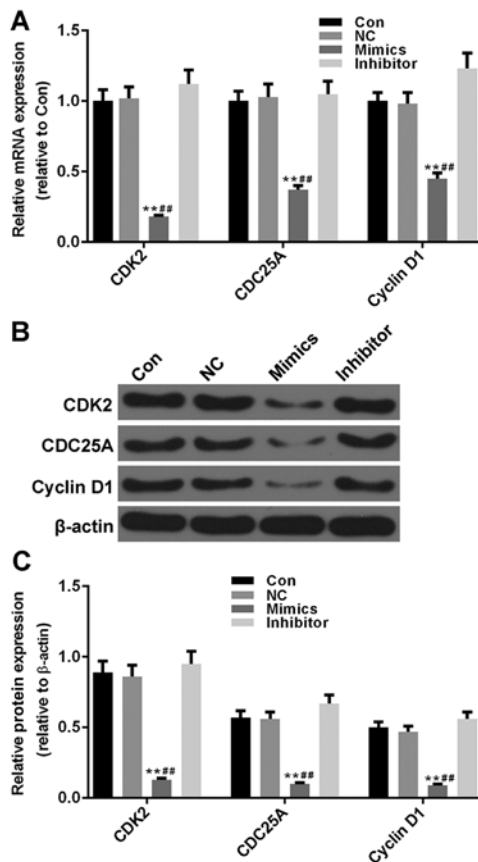 A
Relative mRNA expression
(relative to Con)
1.5
1.0
0.5
0.0
Con
NC
Mimics
Inhibitor
**##
**##
**##
CDK2
CDC25A
Cyclin D1
B
Con
NC
Mimics
Inhibitor
CDK2
CDC25A
Cyclin D1
β-actin
C
Relative protein expression
(relative to β-actin)
1.5
1.0
0.5
0.0
Con
NC
Mimics
Inhibitor
**##
**##
**##
CDK2
CDC25A
Cyclin D1